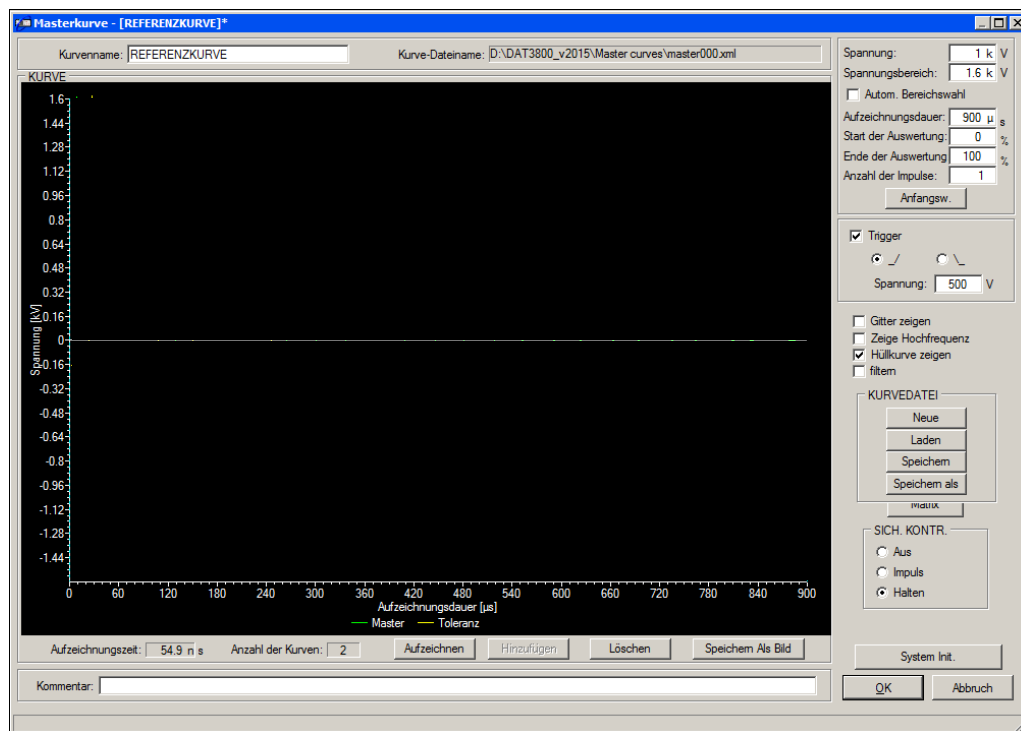 Masterkurve - [REFERENZKURVE]*
Kurvenname: REFERENZKURVE Kurve-Dateiname: D:\DAT3800_v2015\Master curves\master000.xml
KURVE
1.6
1.44
1.28
1.12
0.96
0.8
0.64
0.48
0.32
0.16
0
-0.16
-0.32
-0.48
-0.64
-0.8
-0.96
-1.12
-1.28
-1.44
Spannung [kV]
0 60 120 180 240 300 360 420 480 540 600 660 720 780 840 900
Aufzeichnungsdauer [µs]
Master Toleranz
Aufzeichnungszeit: 54.9 n s Anzahl der Kurven: 2 Aufzeichnen Hinzufügen Löschen Speichern Als Bild
Kommentar:
Spannung: 1 k V
Spannungsbereich: 1.6 k V
Autom. Bereichswahl
Aufzeichnungsdauer: 900 µ s
Start der Auswertung: 0 %
Ende der Auswertung 100 %
Anzahl der Impulse: 1
Anfangsw.
Trigger
_/ \_
Spannung: 500 V
Gitter zeigen
Zeige Hochfrequenz
Hüllkurve zeigen
filtern
KURVEDATEI
Neue
Laden
Speichern
Speichern als
Matrix
SICH. KONTR.
Aus
Impuls
Halten
System Init.
OK Abbruch